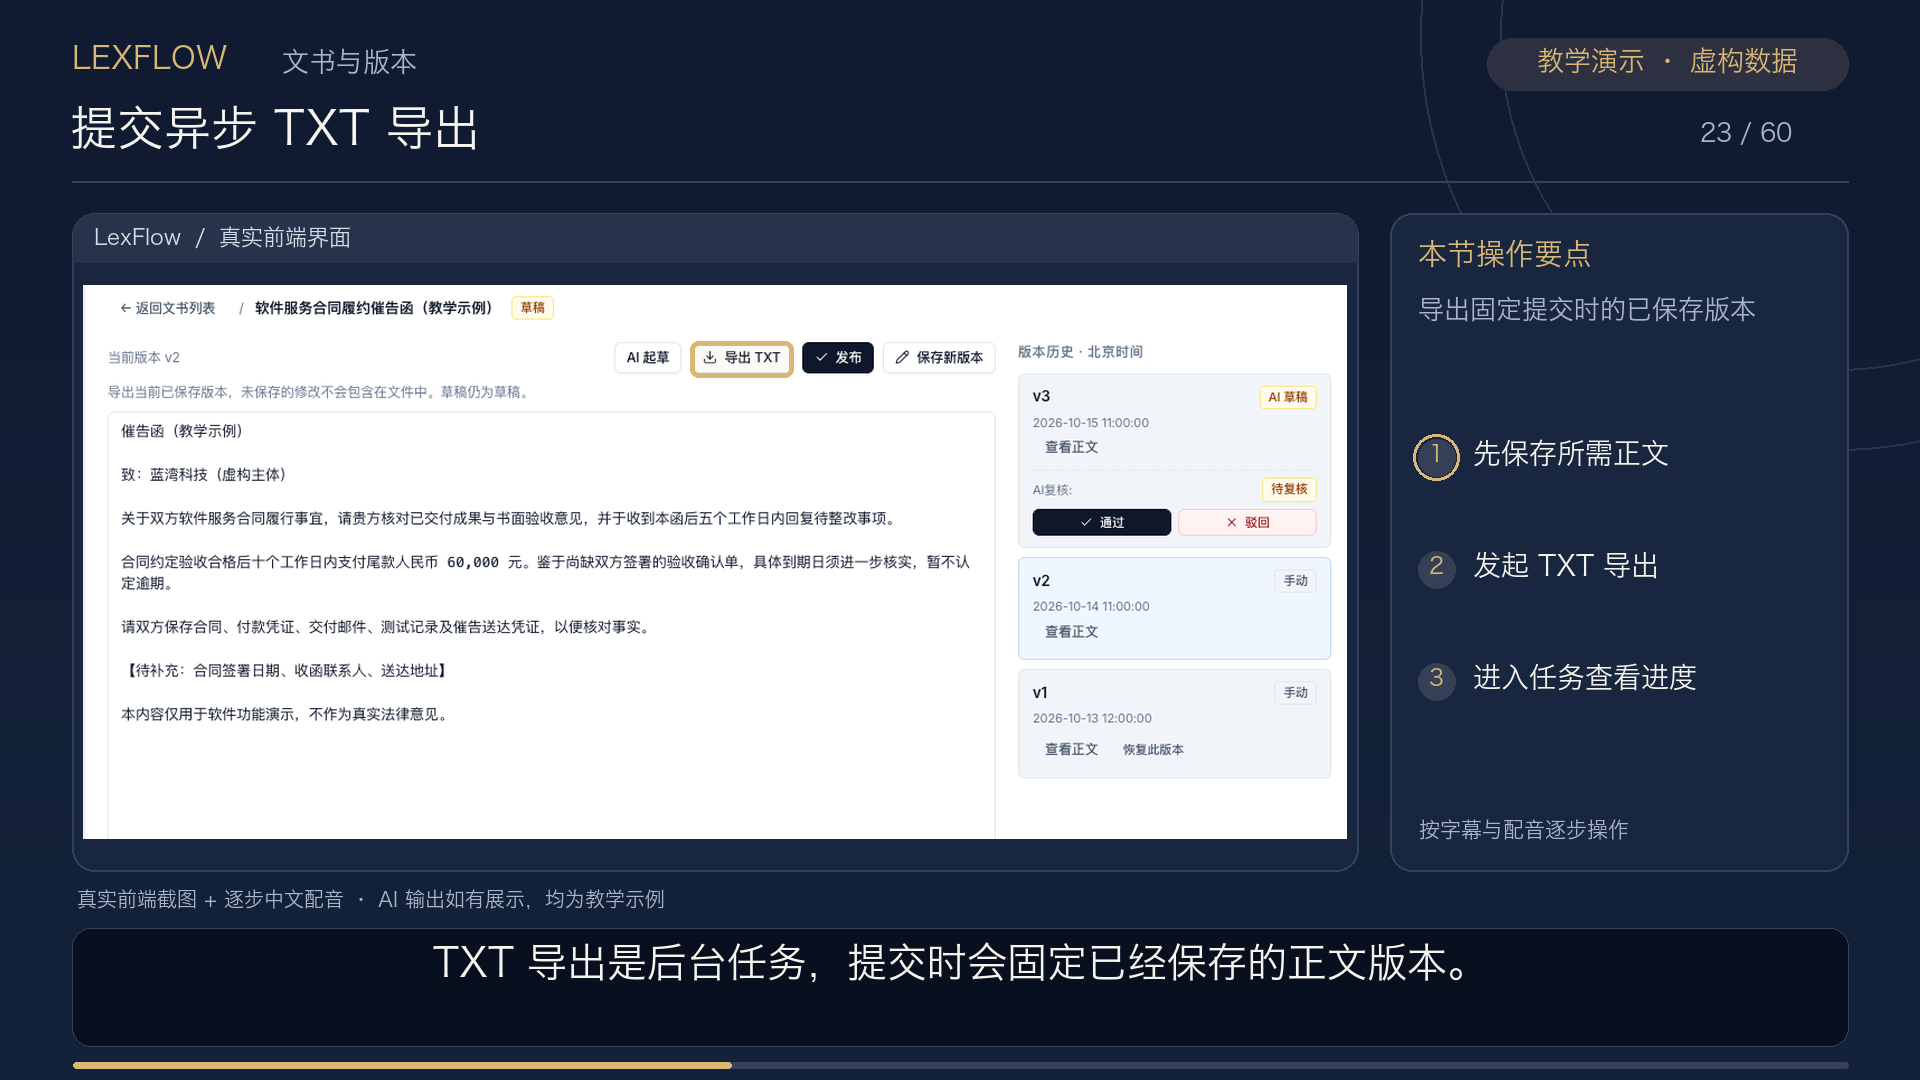 LEXFLOW 文书与版本
教学演示 · 虚构数据
提交异步 TXT 导出
23 / 60
LexFlow / 真实前端界面
← 返回文书列表 / 软件服务合同履约催告函（教学示例） 草稿
当前版本 v2
AI 起草 导出 TXT 发布 保存新版本
导出当前已保存版本，未保存的修改不会包含在文件中。草稿仍为草稿。
催告函（教学示例）
致：蓝湾科技（虚构主体）
关于双方软件服务合同履行事宜，请贵方核对已交付成果与书面验收意见，并于收到本函后五个工作日内回复待整改事项。
合同约定验收合格后十个工作日内支付尾款人民币 60,000 元。鉴于尚缺双方签署的验收确认单，具体到期日须进一步核实，暂不认
定逾期。
请双方保存合同、付款凭证、交付邮件、测试记录及催告送达凭证，以便核对事实。
【待补充：合同签署日期、收函联系人、送达地址】
本内容仅用于软件功能演示，不作为真实法律意见。
版本历史 · 北京时间
v3 AI 草稿
2026-10-15 11:00:00
查看正文
AI复核: 待复核
通过 驳回
v2 手动
2026-10-14 11:00:00
查看正文
v1 手动
2026-10-13 12:00:00
查看正文 恢复此版本
本节操作要点
导出固定提交时的已保存版本
1 先保存所需正文
2 发起 TXT 导出
3 进入任务查看进度
按字幕与配音逐步操作
真实前端截图 + 逐步中文配音 · AI 输出如有展示，均为教学示例
TXT 导出是后台任务，提交时会固定已经保存的正文版本。